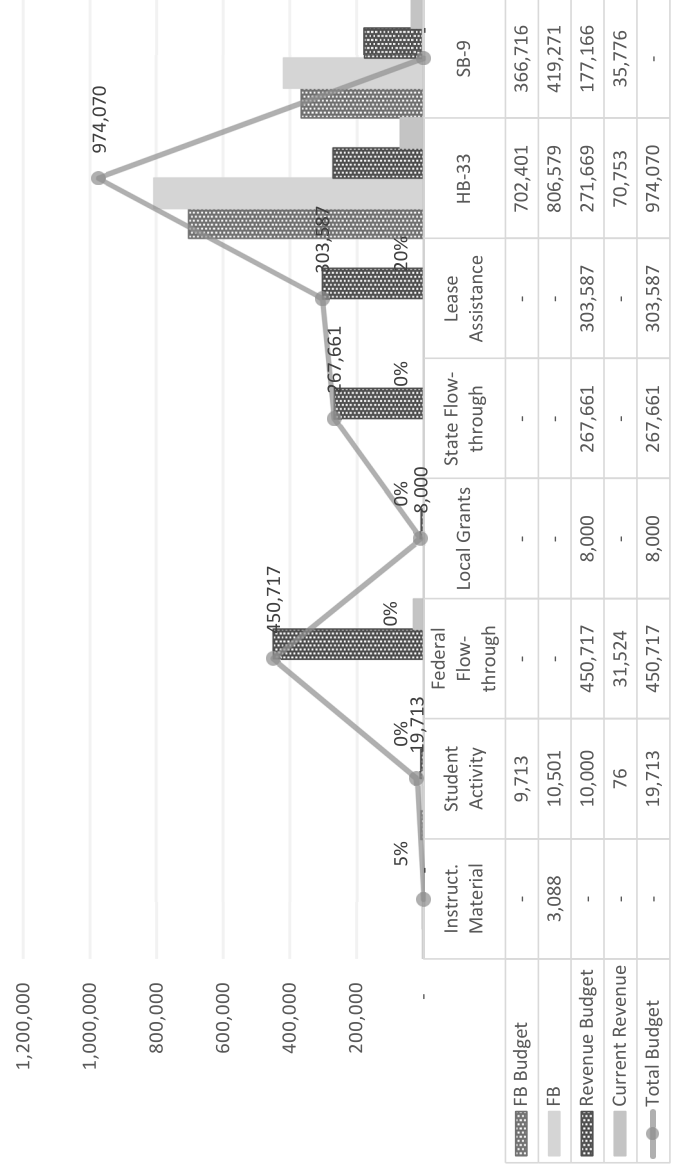 1,200,000
1,000,000
800,000
600,000
400,000
200,000
-
974,070
450,717
303,587
267,661
19,713
8,000
-
-
5%
0%
0%
0%
0%
20%
Instruct. Material
Student Activity
Federal Flow-through
Local Grants
State Flow-through
Lease Assistance
HB-33
SB-9
FB Budget - 9,713 - - - - 702,401 366,716
FB 3,088 10,501 - - - - 806,579 419,271
Revenue Budget - 10,000 450,717 8,000 267,661 303,587 271,669 177,166
Current Revenue - 76 31,524 - - - 70,753 35,776
Total Budget - 19,713 450,717 8,000 267,661 303,587 974,070 -